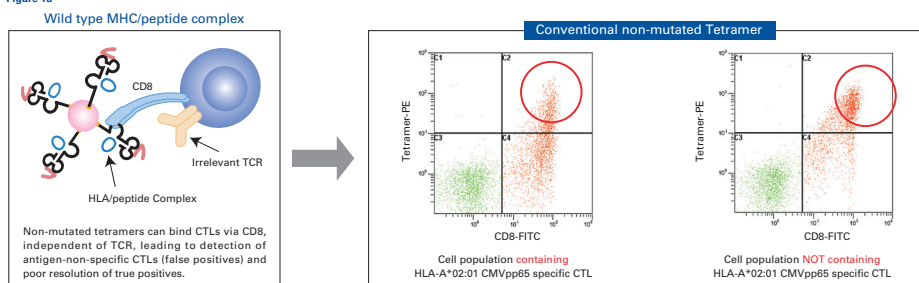 Figure 1a
Wild type MHC/peptide complex
CD8
Irrelevant TCR
HLA/peptide Complex
Non-mutated tetramers can bind CTLs via CD8,
independent of TCR, leading to detection of
antigen-non-specific CTLs (false positives) and
poor resolution of true positives.
Conventional non-mutated Tetramer
C1
C2
C3
C4
Tetramer-PE
CD8-FITC
Cell population containing
HLA-A*02:01 CMVpp65 specific CTL
C1
C2
C3
C4
Tetramer-PE
CD8-FITC
Cell population NOT containing
HLA-A*02:01 CMVpp65 specific CTL